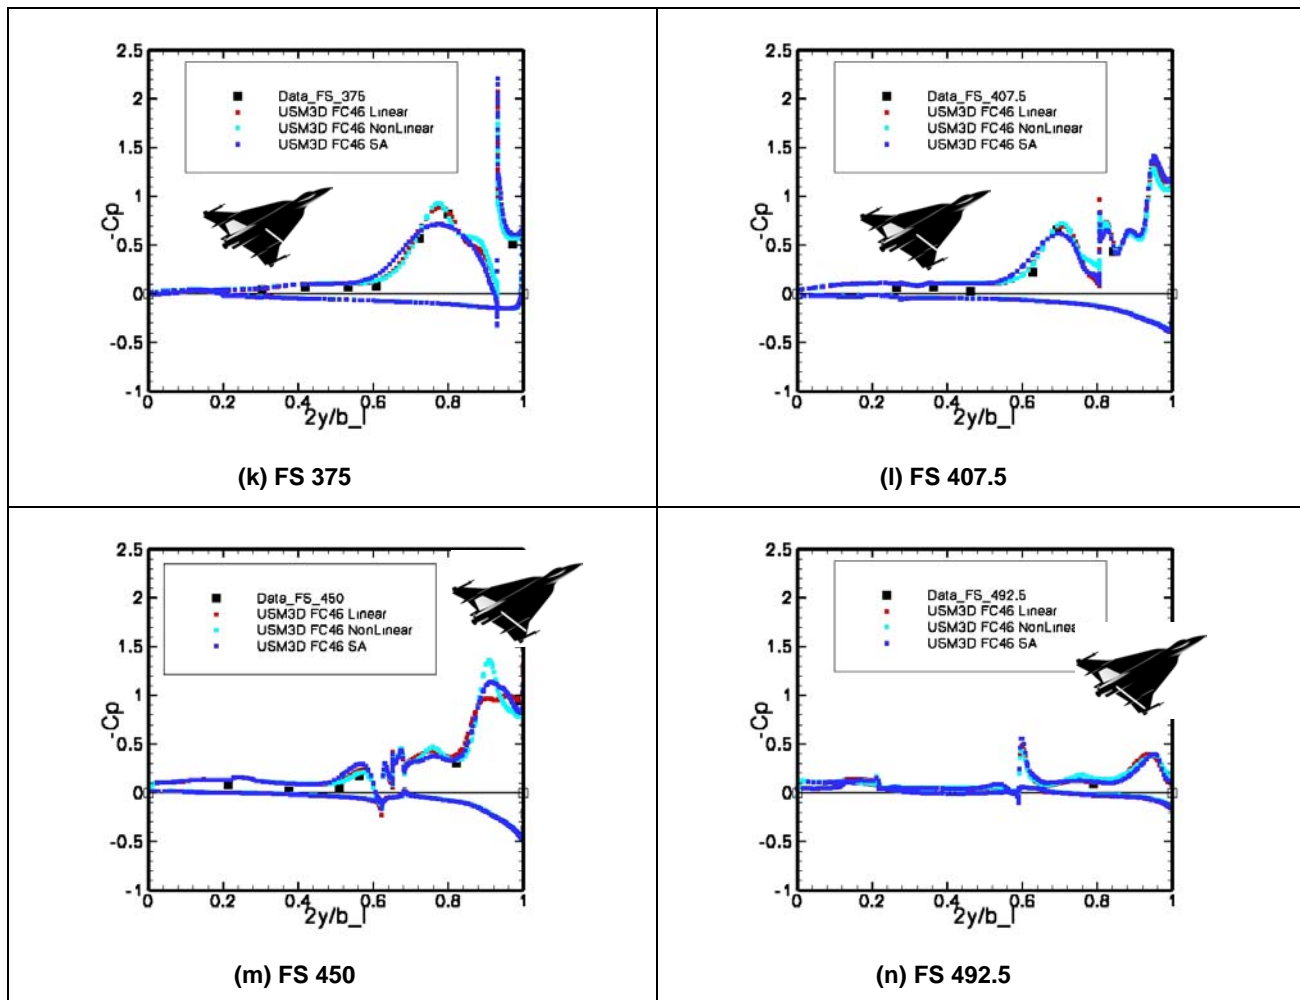 2.5
2
1.5
1
0.5
0
-0.5
-1
-Cp
Data_FS_375
USM3D FC46 Linear
USM3D FC46 NonLinear
USM3D FC46 SA
0 0.2 0.4 0.6 0.8 1
2y/b_l
(k) FS 375
2.5
2
1.5
1
0.5
0
-0.5
-1
-Cp
Data_FS_407.5
USM3D FC46 Linear
USM3D FC46 NonLinear
USM3D FC46 SA
0 0.2 0.4 0.6 0.8 1
2y/b_l
(l) FS 407.5
2.5
2
1.5
1
0.5
0
-0.5
-1
-Cp
Data_FS_450
USM3D FC46 Linear
USM3D FC46 NonLinear
USM3D FC46 SA
0 0.2 0.4 0.6 0.8 1
2y/b_l
(m) FS 450
2.5
2
1.5
1
0.5
0
-0.5
-1
-Cp
Data_FS_492.5
USM3D FC46 Linear
USM3D FC46 NonLinea
USM3D FC46 SA
0 0.2 0.4 0.6 0.8 1
2y/b_l
(n) FS 492.5